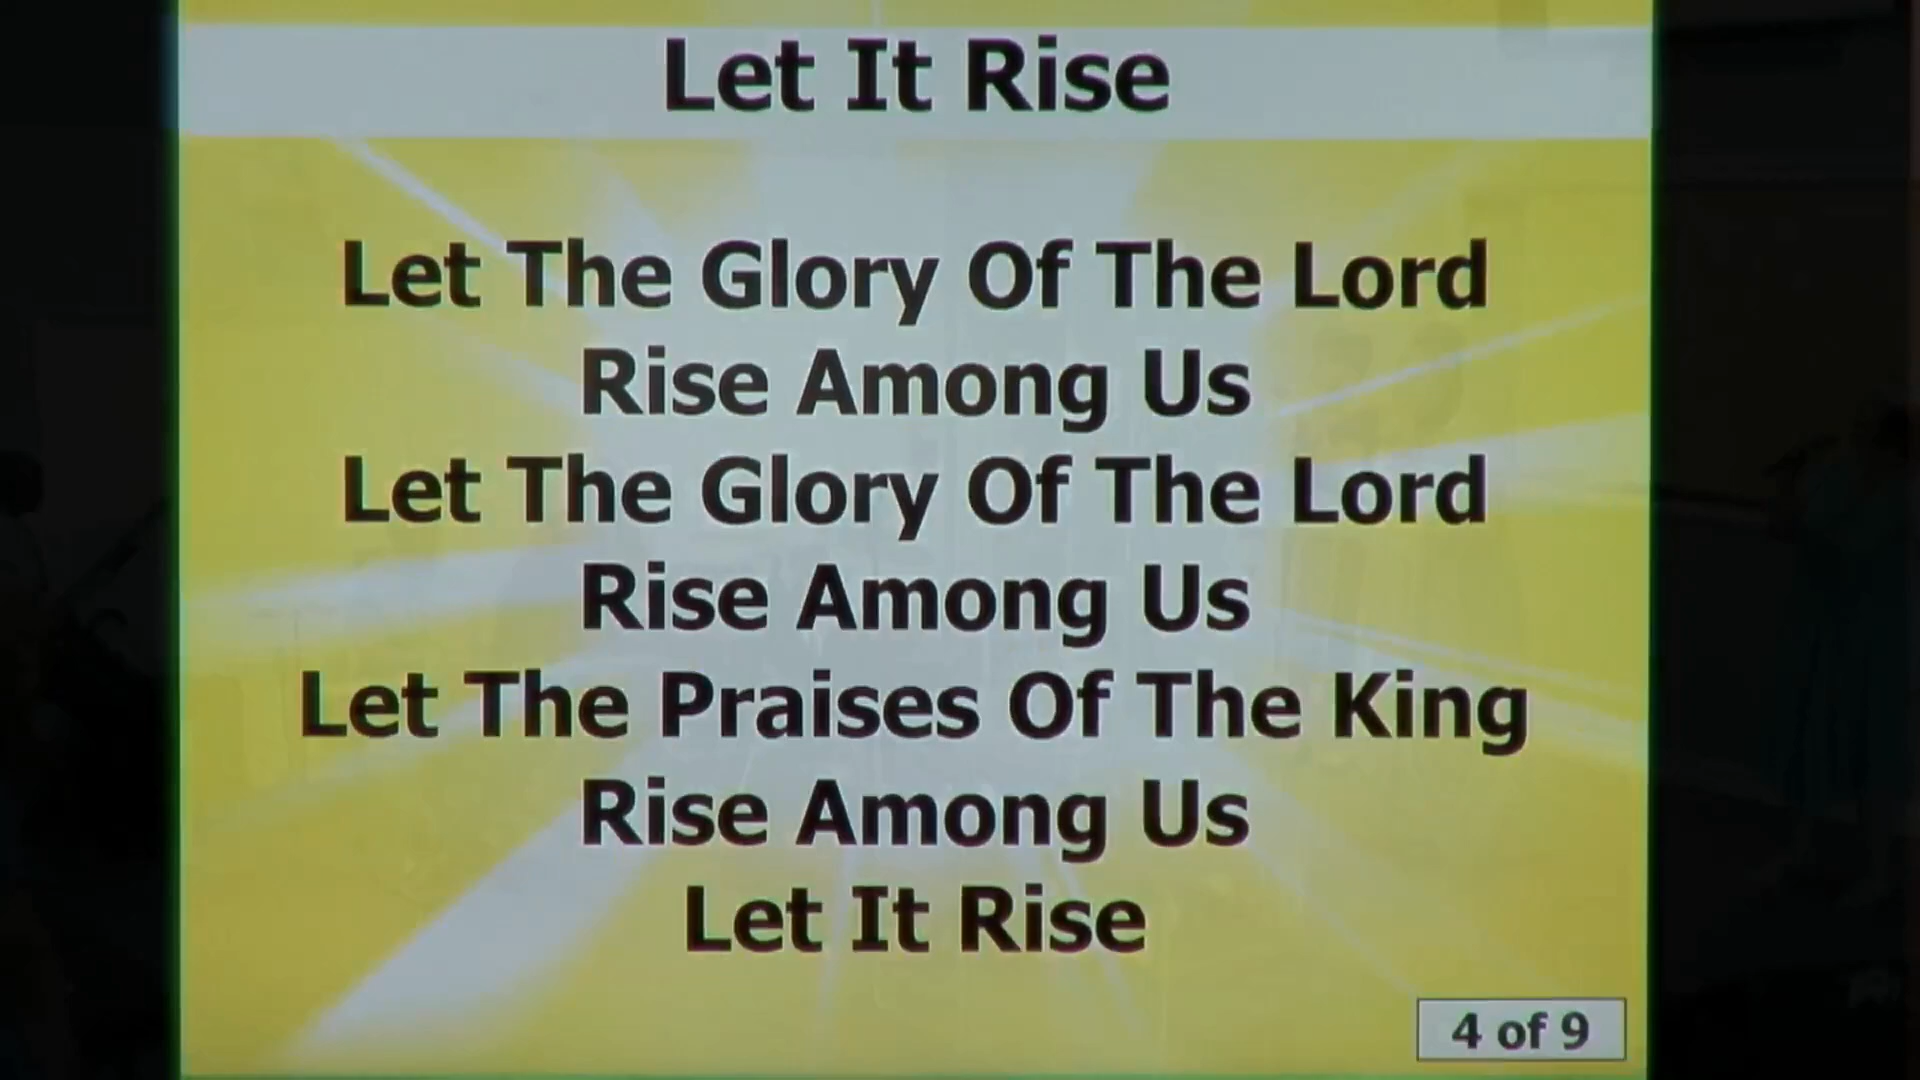 Let It Rise
Let The Glory Of The Lord
Rise Among Us
Let The Glory Of The Lord
Rise Among Us
Let The Praises Of The King
Rise Among Us
Let It Rise
4 of 9